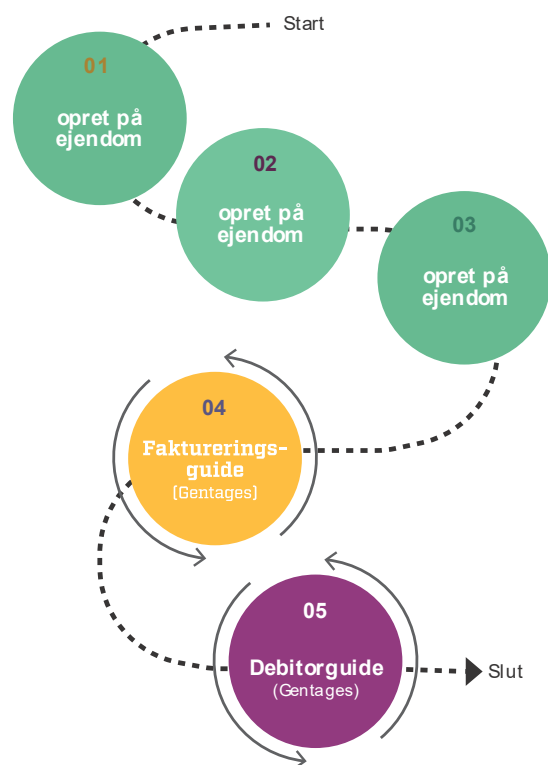 Start
01
opret på
ejendom
02
opret på
ejendom
03
opret på
ejendom
04
Fakturerings-
guide
(Gentages)
05
Debitorguide
(Gentages)
Slut